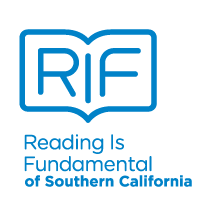 RIF
Reading Is
Fundamental
of Southern California